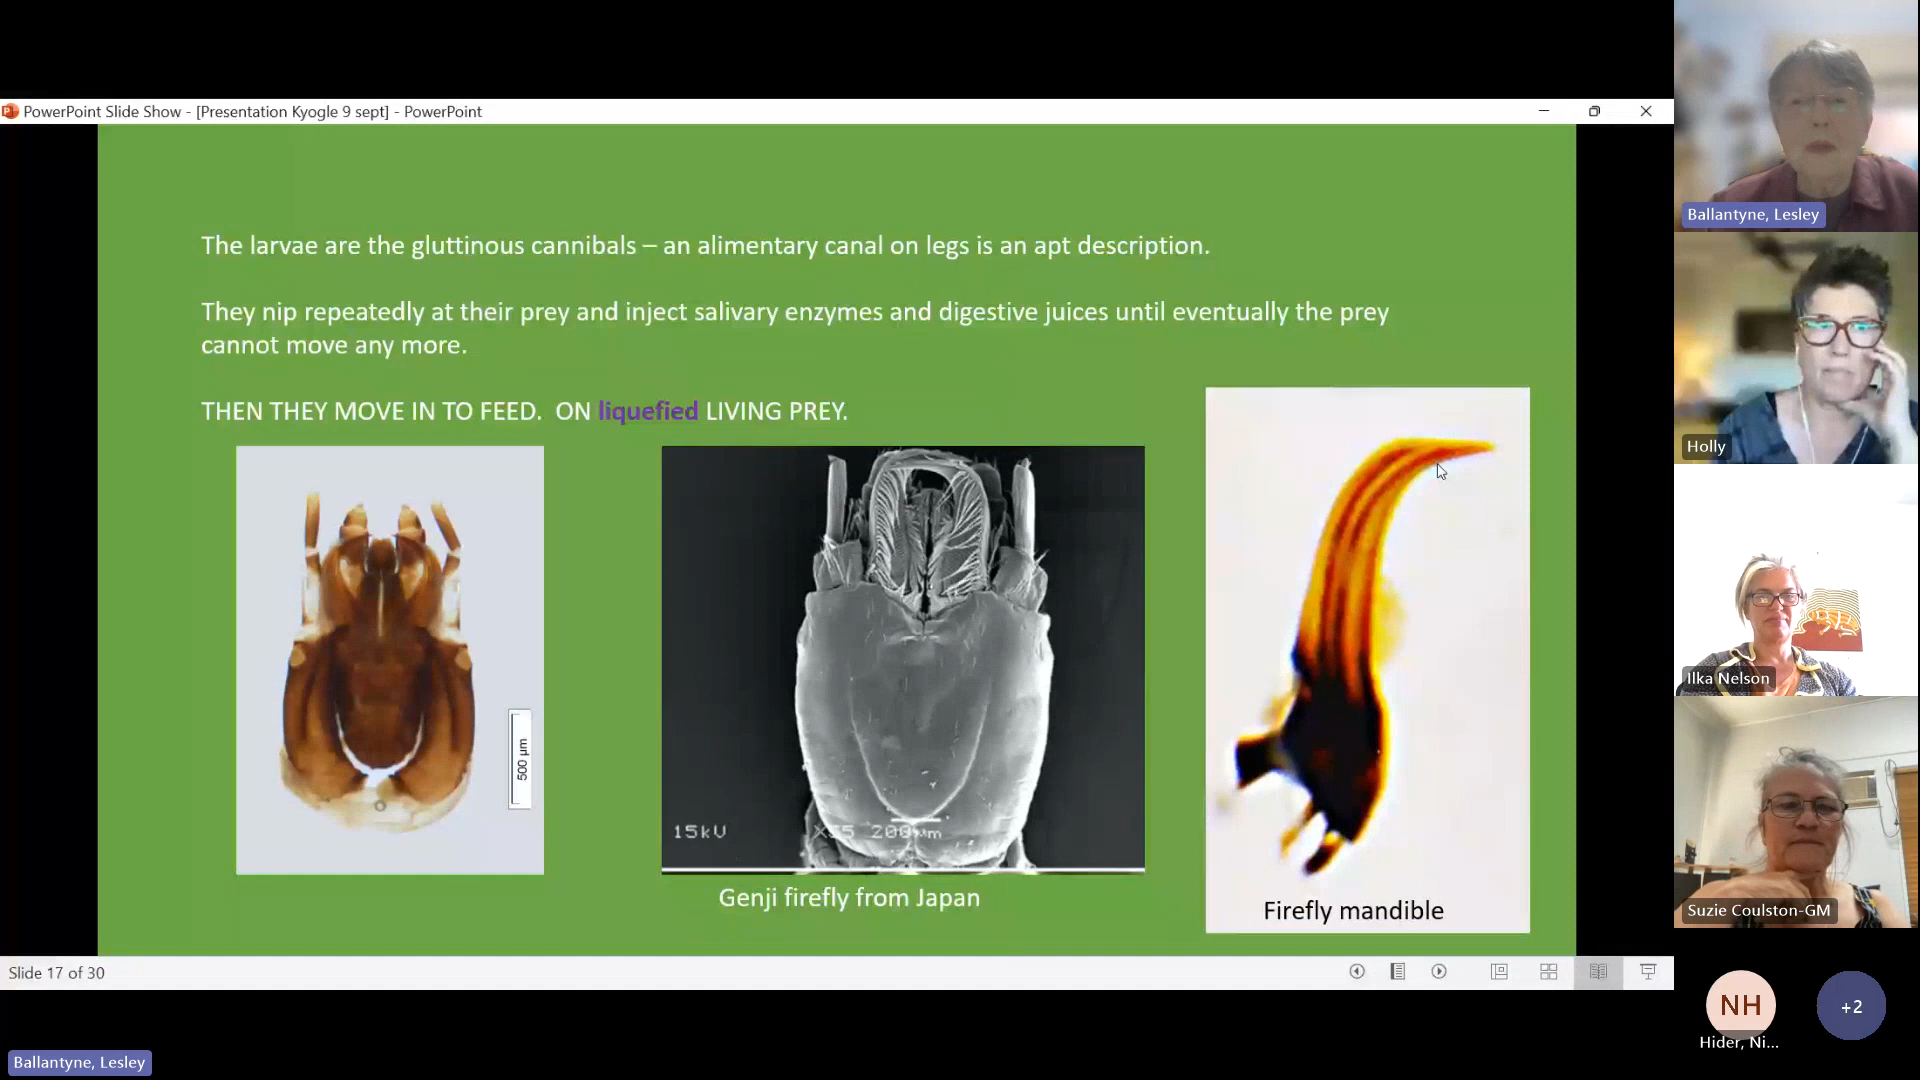 PowerPoint Slide Show - [Presentation Kyogle 9 sept] - PowerPoint
The larvae are the gluttinous cannibals – an alimentary canal on legs is an apt description.
They nip repeatedly at their prey and inject salivary enzymes and digestive juices until eventually the prey
cannot move any more.
THEN THEY MOVE IN TO FEED. ON liquefied LIVING PREY.
500 µm
15kV X55 200µm
Genji firefly from Japan
Firefly mandible
Slide 17 of 30
Ballantyne, Lesley
Ballantyne, Lesley
Holly
Ilka Nelson
Suzie Coulston-GM
NH
+2
Hider, Ni...